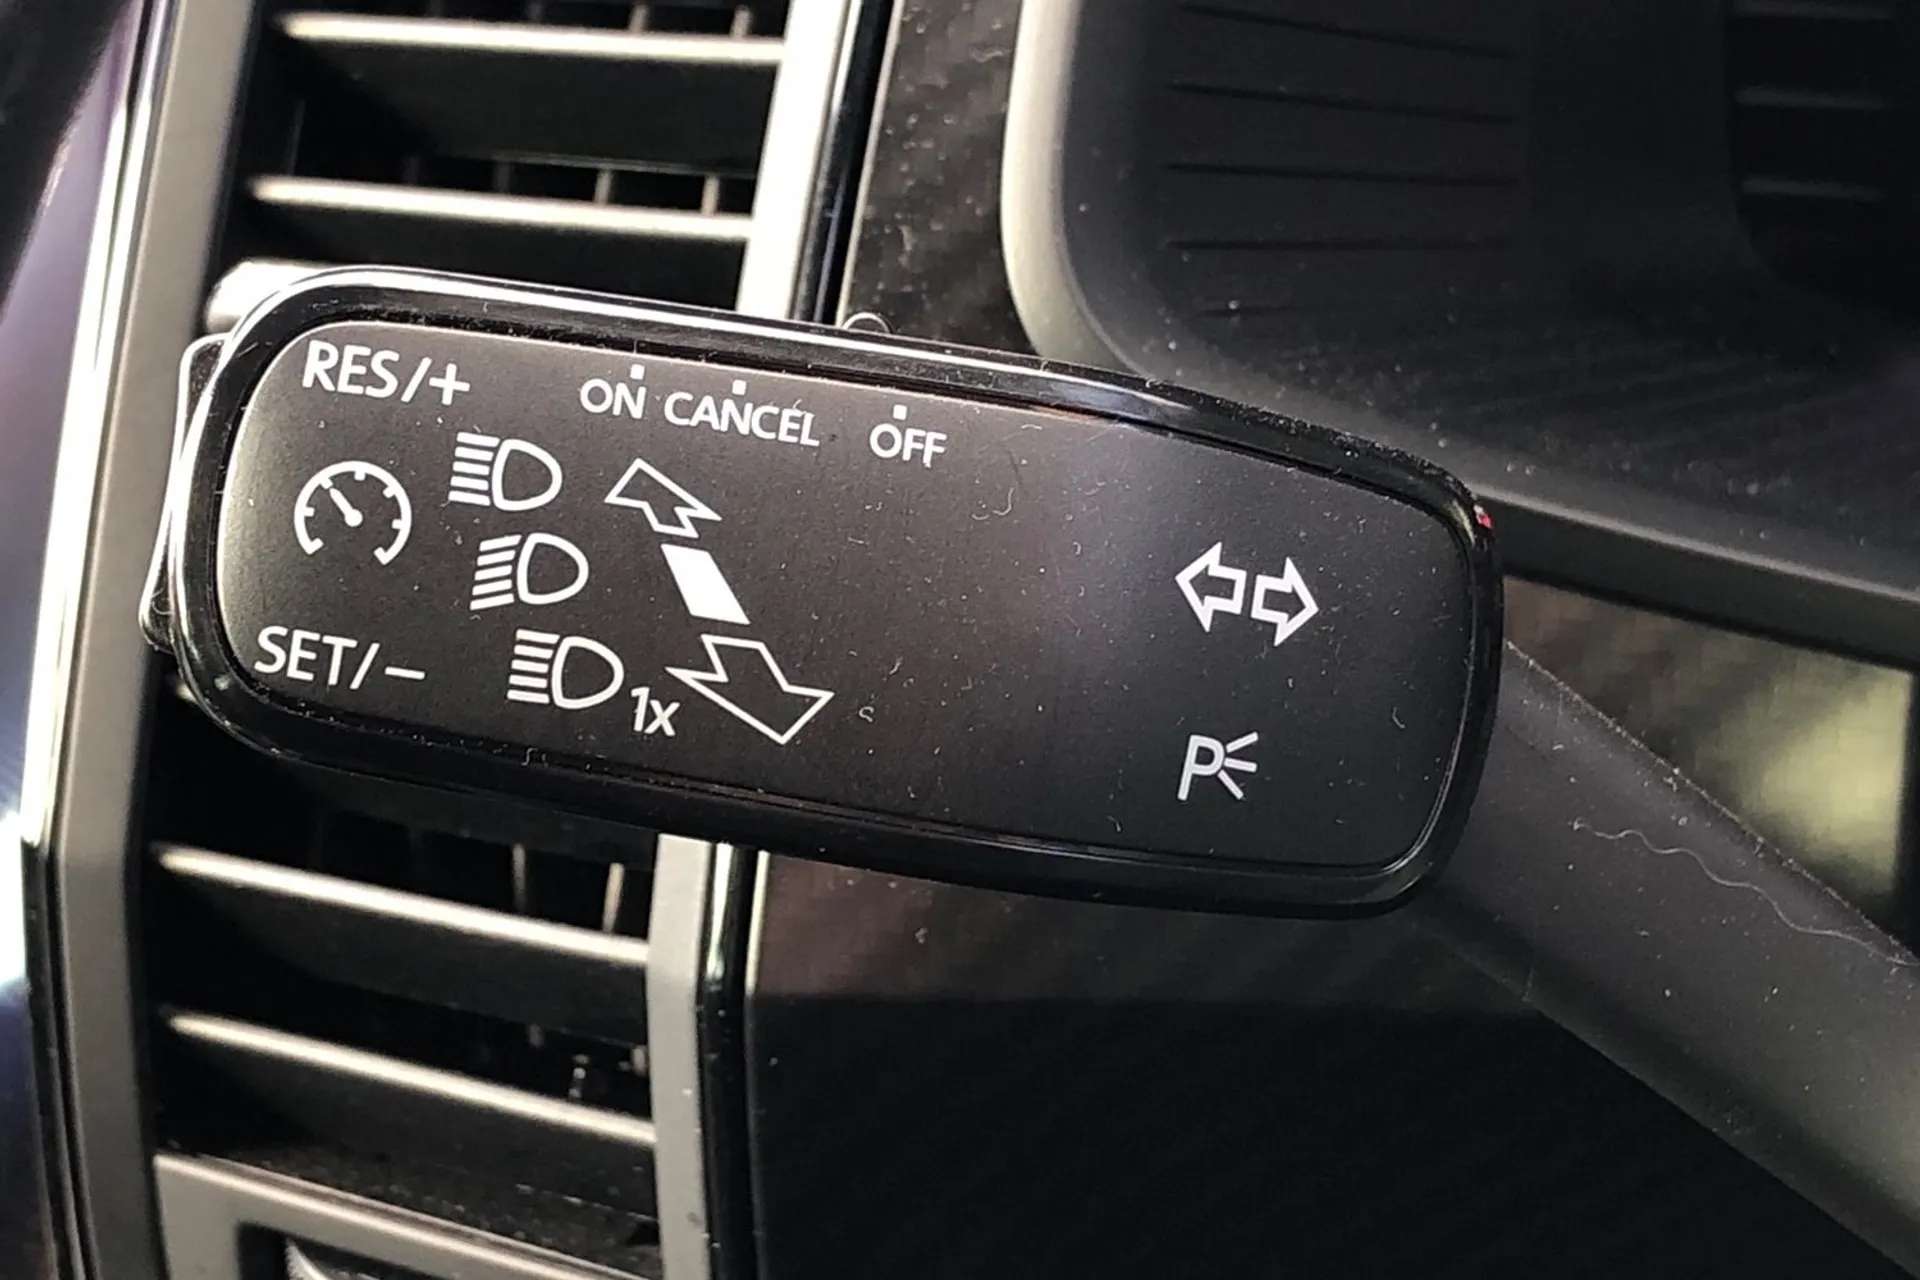 RES/+
ON CANCEL OFF
SET/−
1x
P